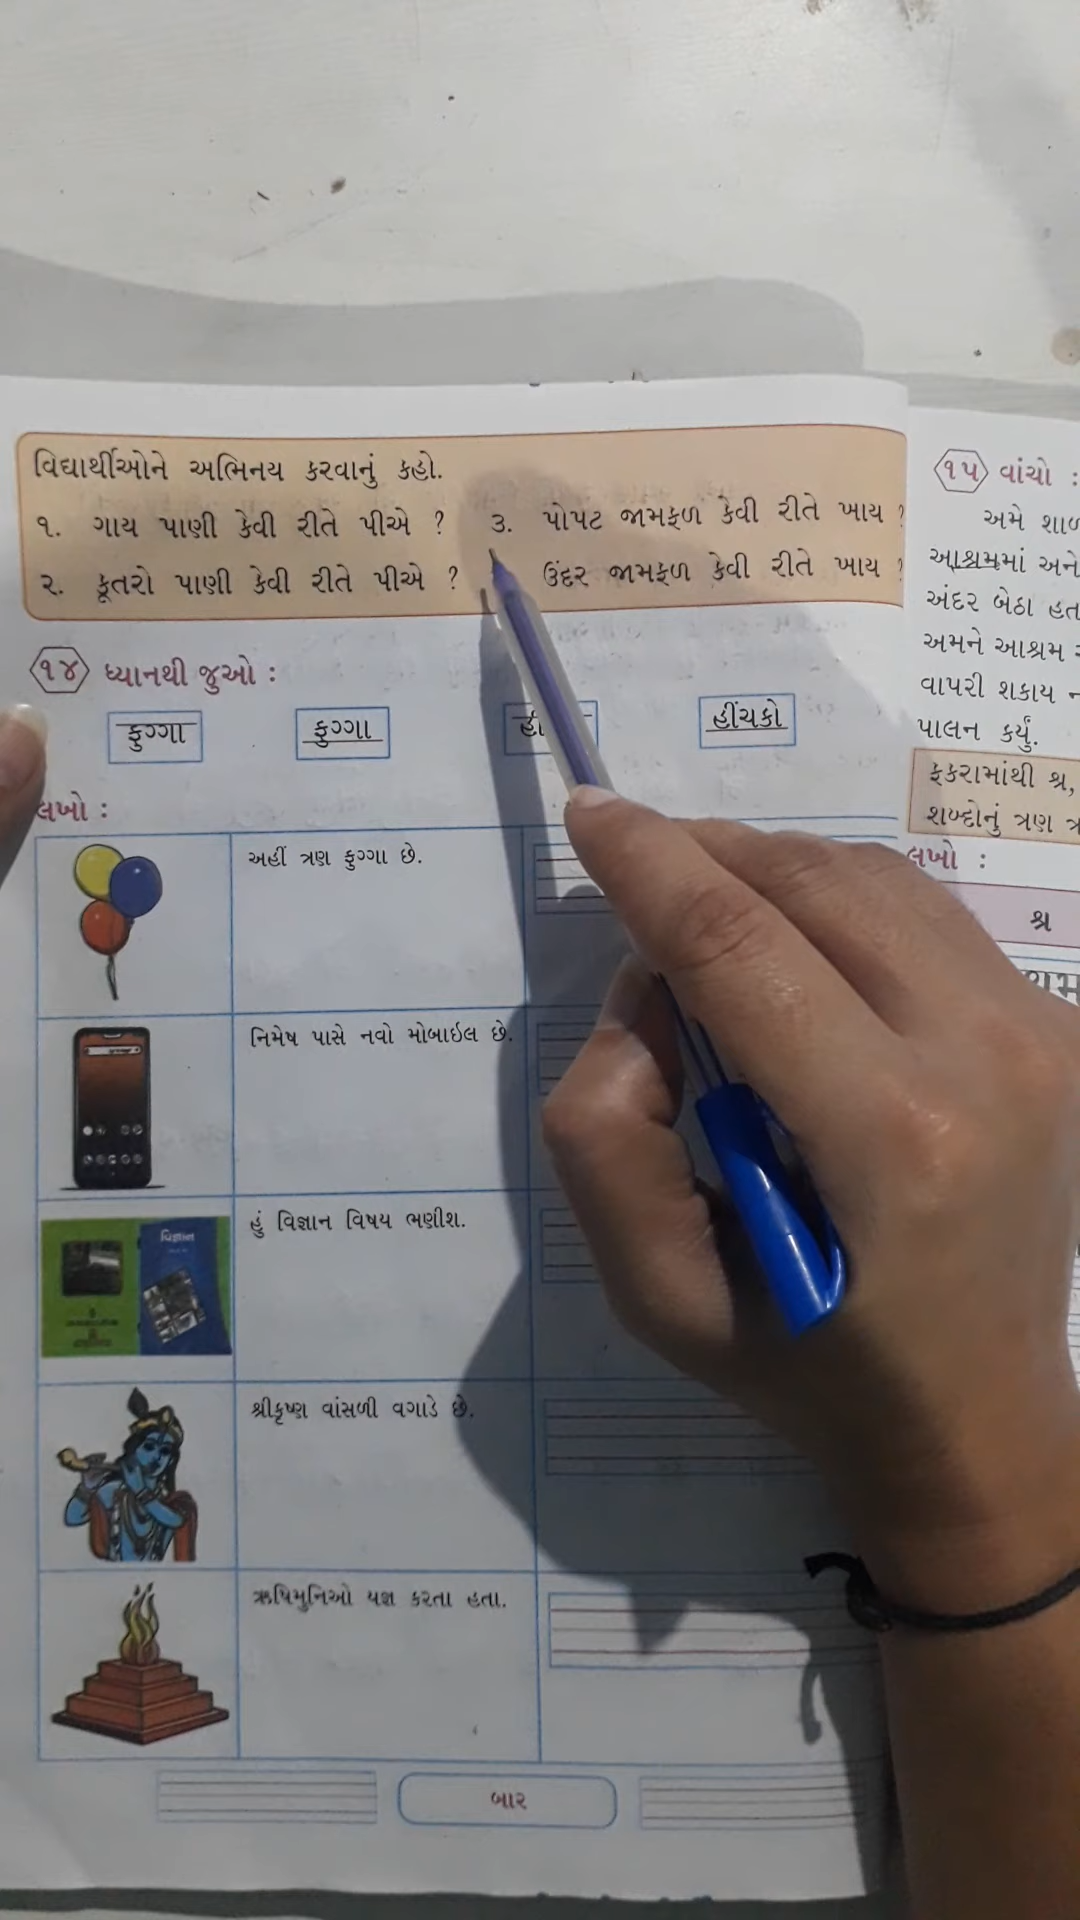 વિદ્યાર્થીઓને અભિનય કરવાનું કહો.
૧. ગાય પાણી કેવી રીતે પીએ ?
૨. કૂતરો પાણી કેવી રીતે પીએ ?
૩. પોપટ જામફળ કેવી રીતે ખાય ?
ઉંદર જામફળ કેવી રીતે ખાય ?
૧૪ ધ્યાનથી જુઓ :
ફુગ્ગા ફુગ્ગા હીંચકો
લખો :
અહીં ત્રણ ફુગ્ગા છે.
નિમેષ પાસે નવો મોબાઇલ છે.
હું વિજ્ઞાન વિષય ભણીશ.
વિજ્ઞાન
શ્રીકૃષ્ણ વાંસળી વગાડે છે.
ઋષિમુનિઓ યજ્ઞ કરતા હતા.
બાર
૧૫ વાંચો :
અમે
આશ્રમમાં અને
અંદર બેઠા
અમને આશ્રમ
વાપરી શકાય
પાલન કર્યું.
ફકરામાંથી શ્ર,
શબ્દોનું ત્રણ
લખો :
શ્ર